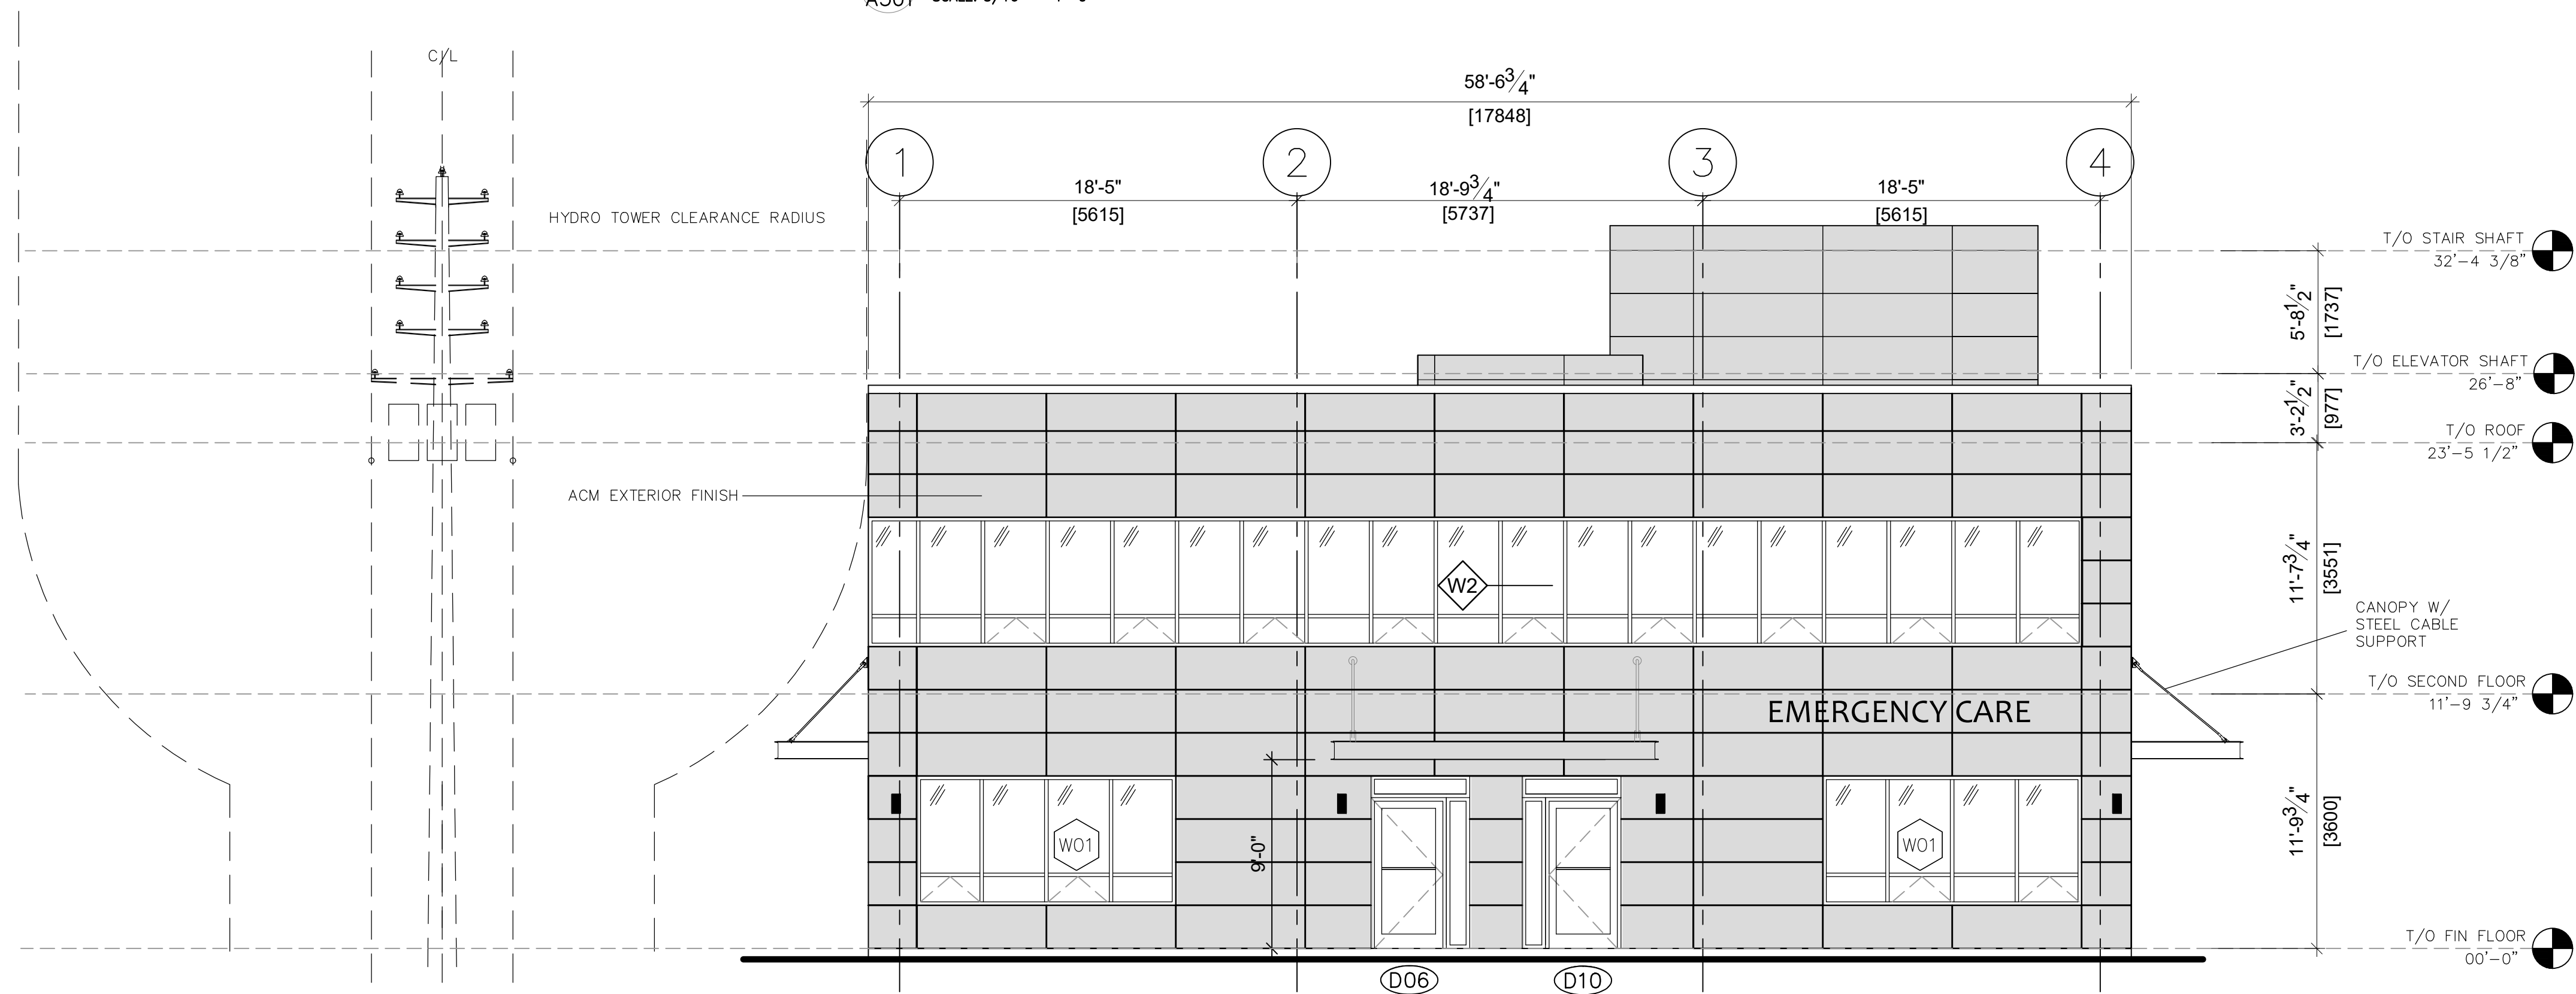 C/L
58'-6 3/4"
[17848]
1
2
3
4
18'-5"
[5615]
18'-9 3/4"
[5737]
18'-5"
[5615]
HYDRO TOWER CLEARANCE RADIUS
T/O STAIR SHAFT
32'-4 3/8"
5'-8 1/2"
[1737]
T/O ELEVATOR SHAFT
26'-8"
3'-2 1/2"
[977]
T/O ROOF
23'-5 1/2"
ACM EXTERIOR FINISH
W2
11'-7 3/4"
[3551]
CANOPY W/
STEEL CABLE
SUPPORT
T/O SECOND FLOOR
11'-9 3/4"
EMERGENCY CARE
W01
9'-0"
W01
11'-9 3/4"
[3600]
T/O FIN FLOOR
00'-0"
D06
D10